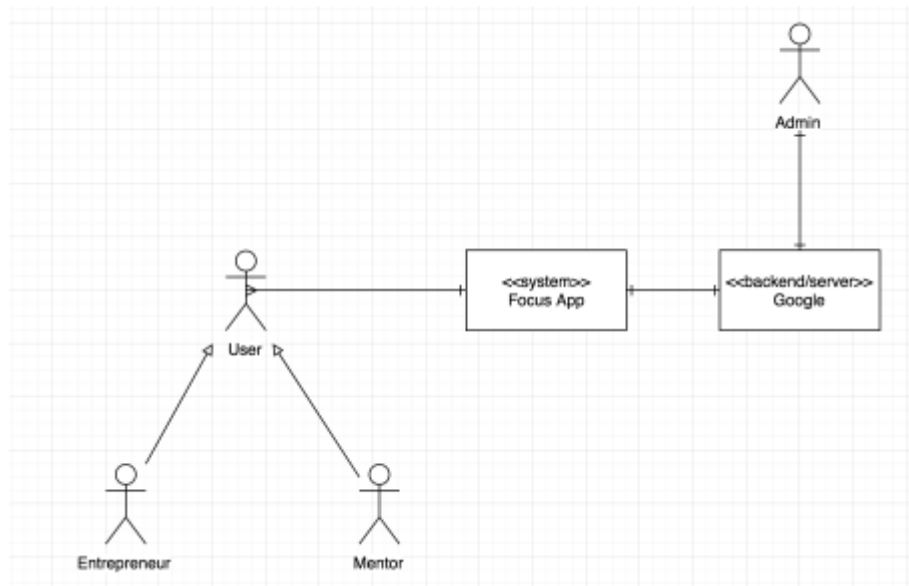 Admin
<<system>>
Focus App
<<backend/server>>
Google
User
Entrepreneur
Mentor